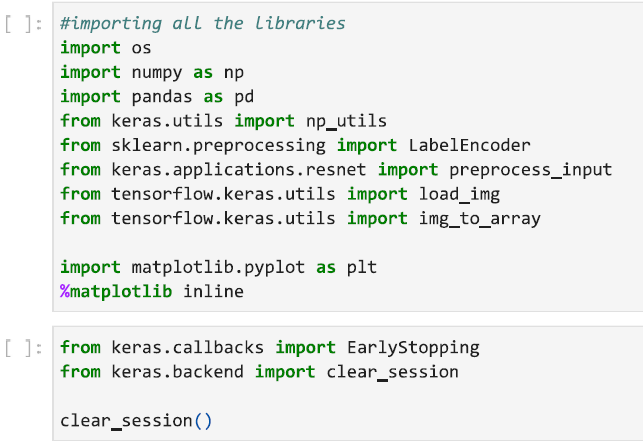 [ ]: #importing all the libraries
import os
import numpy as np
import pandas as pd
from keras.utils import np_utils
from sklearn.preprocessing import LabelEncoder
from keras.applications.resnet import preprocess_input
from tensorflow.keras.utils import load_img
from tensorflow.keras.utils import img_to_array
import matplotlib.pyplot as plt
%matplotlib inline
[ ]: from keras.callbacks import EarlyStopping
from keras.backend import clear_session
clear_session()